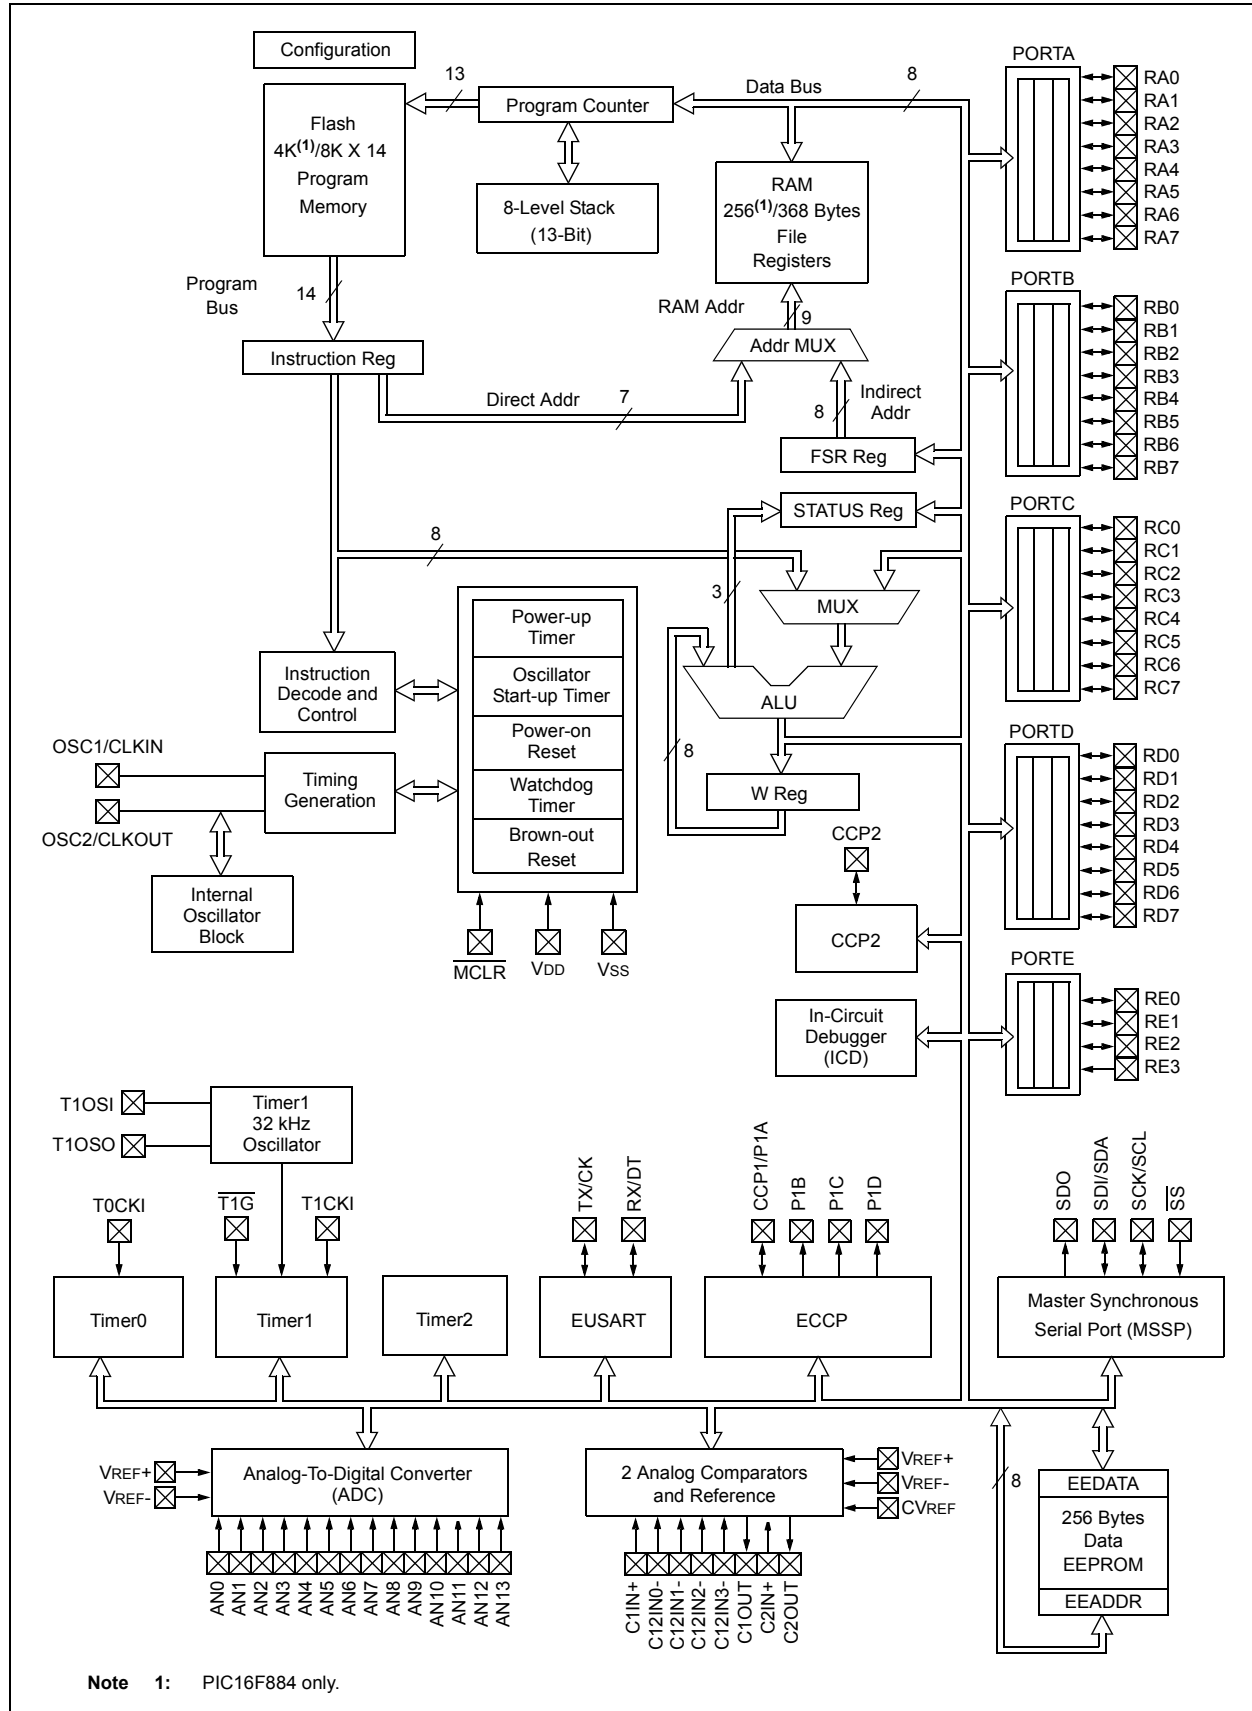 Configuration
13
Data Bus
8
Flash
4K(1)/8K X 14
Program
Memory
Program Counter
8-Level Stack
(13-Bit)
RAM
256(1)/368 Bytes
File
Registers
PORTA
RA0
RA1
RA2
RA3
RA4
RA5
RA6
RA7
Program
Bus
14
RAM Addr
9
Addr MUX
Instruction Reg
Direct Addr
7
8
Indirect
Addr
FSR Reg
STATUS Reg
PORTB
RB0
RB1
RB2
RB3
RB4
RB5
RB6
RB7
8
3
MUX
ALU
8
W Reg
PORTC
RC0
RC1
RC2
RC3
RC4
RC5
RC6
RC7
Power-up
Timer
Oscillator
Start-up Timer
Power-on
Reset
Watchdog
Timer
Brown-out
Reset
Instruction
Decode and
Control
OSC1/CLKIN
Timing
Generation
OSC2/CLKOUT
Internal
Oscillator
Block
MCLR
VDD
VSS
CCP2
CCP2
PORTD
RD0
RD1
RD2
RD3
RD4
RD5
RD6
RD7
In-Circuit
Debugger
(ICD)
PORTE
RE0
RE1
RE2
RE3
T1OSI
T1OSO
Timer1
32 kHz
Oscillator
T0CKI
T1G
T1CKI
TX/CK
RX/DT
CCP1/P1A
P1B
P1C
P1D
SDO
SDI/SDA
SCK/SCL
SS
Timer0
Timer1
Timer2
EUSART
ECCP
Master Synchronous
Serial Port (MSSP)
VREF+
VREF-
Analog-To-Digital Converter
(ADC)
2 Analog Comparators
and Reference
VREF+
VREF-
CVREF
8
EEDATA
256 Bytes
Data
EEPROM
EEADDR
AN0
AN1
AN2
AN3
AN4
AN5
AN6
AN7
AN8
AN9
AN10
AN11
AN12
AN13
C1IN+
C12IN0-
C12IN1-
C12IN2-
C12IN3-
C1OUT
C2IN+
C2OUT
Note 1: PIC16F884 only.